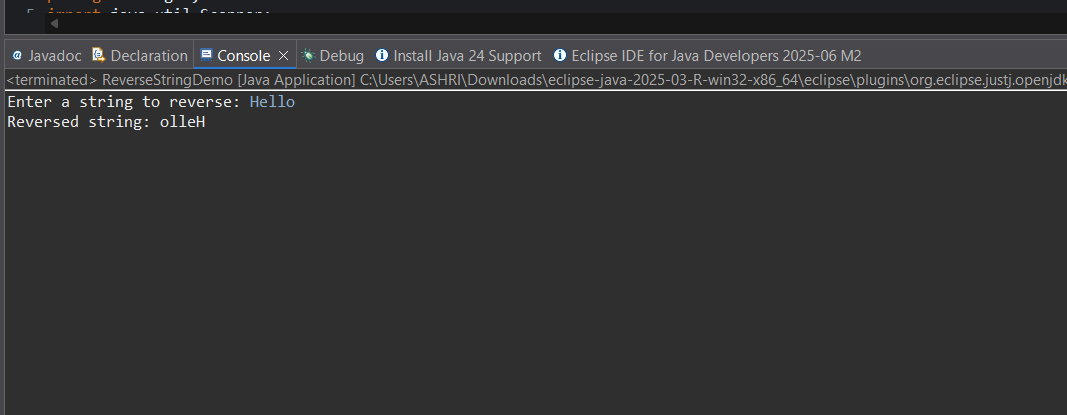 5 import java.util.Scanner;
@ Javadoc Declaration Console Debug Install Java 24 Support Eclipse IDE for Java Developers 2025-06 M2
<terminated> ReverseStringDemo [Java Application] C:\Users\ASHRI\Downloads\eclipse-java-2025-03-R-win32-x86_64\eclipse\plugins\org.eclipse.justj.openjdk
Enter a string to reverse: Hello
Reversed string: olleH